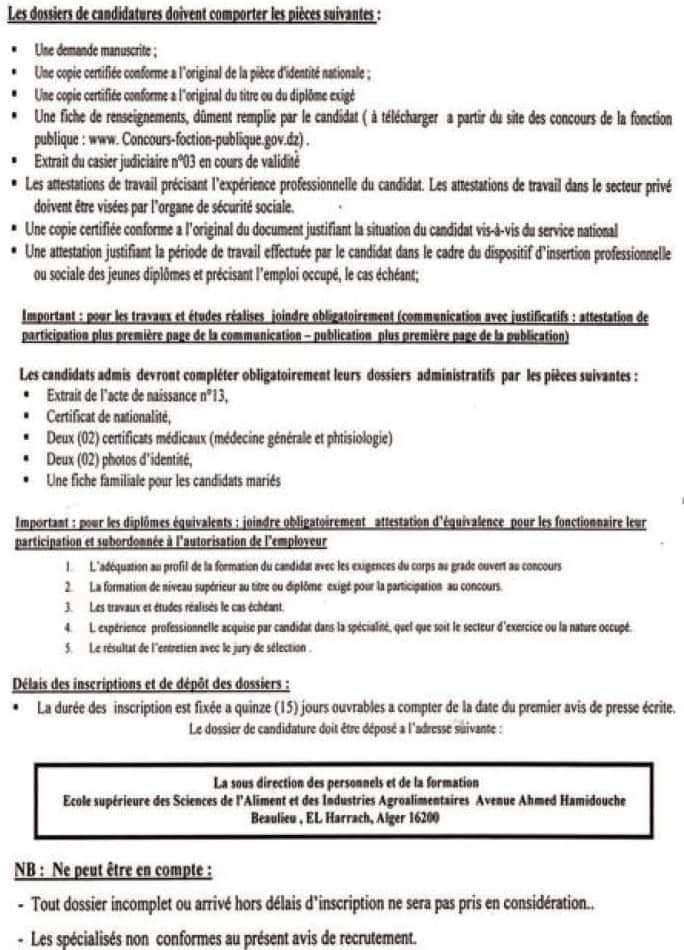 Les dossiers de candidatures doivent comporter les pièces suivantes :
▪ Une demande manuscrite ;
▪ Une copie certifiée conforme a l'original de la pièce d'identité nationale ;
▪ Une copie certifiée conforme a l'original du titre ou du diplôme exigé
▪ Une fiche de renseignements, dûment remplie par le candidat ( à télécharger a partir du site des concours de la fonction
publique : www. Concours-foction-publique.gov.dz) .
▪ Extrait du casier judiciaire n°03 en cours de validité
▪ Les attestations de travail précisant l'expérience professionnelle du candidat. Les attestations de travail dans le secteur privé
doivent être visées par l'organe de sécurité sociale.
▪ Une copie certifiée conforme a l'original du document justifiant la situation du candidat vis-à-vis du service national
▪ Une attestation justifiant la période de travail effectuée par le candidat dans le cadre du dispositif d'insertion professionnelle
ou sociale des jeunes diplômes et précisant l'emploi occupé, le cas échéant;
Important : pour les travaux et études réalises joindre obligatoirement (communication avec justificatifs : attestation de
participation plus première page de la communication – publication plus première page de la publication)
Les candidats admis devront compléter obligatoirement leurs dossiers administratifs par les pièces suivantes :
▪ Extrait de l'acte de naissance n°13,
▪ Certificat de nationalité,
▪ Deux (02) certificats médicaux (médecine générale et phtisiologie)
▪ Deux (02) photos d'identité,
▪ Une fiche familiale pour les candidats mariés
Important : pour les diplômes équivalents : joindre obligatoirement attestation d'équivalence pour les fonctionnaire leur
participation et subordonnée à l'autorisation de l'employeur
1. L'adéquation au profil de la formation du candidat avec les exigences du corps au grade ouvert au concours
2. La formation de niveau supérieur au titre ou diplôme exigé pour la participation au concours.
3. Les travaux et études réalisés le cas échéant.
4. L expérience professionnelle acquise par candidat dans la spécialité, quel que soit le secteur d'exercice ou la nature occupé.
5. Le résultat de l'entretien avec le jury de sélection .
Délais des inscriptions et de dépôt des dossiers :
▪ La durée des inscription est fixée a quinze (15) jours ouvrables a compter de la date du premier avis de presse écrite.
Le dossier de candidature doit être déposé a l'adresse suivante :
La sous direction des personnels et de la formation
Ecole supérieure des Sciences de l'Aliment et des Industries Agroalimentaires Avenue Ahmed Hamidouche
Beaulieu , EL Harrach, Alger 16200
NB : Ne peut être en compte :
- Tout dossier incomplet ou arrivé hors délais d'inscription ne sera pas pris en considération..
- Les spécialisés non conformes au présent avis de recrutement.